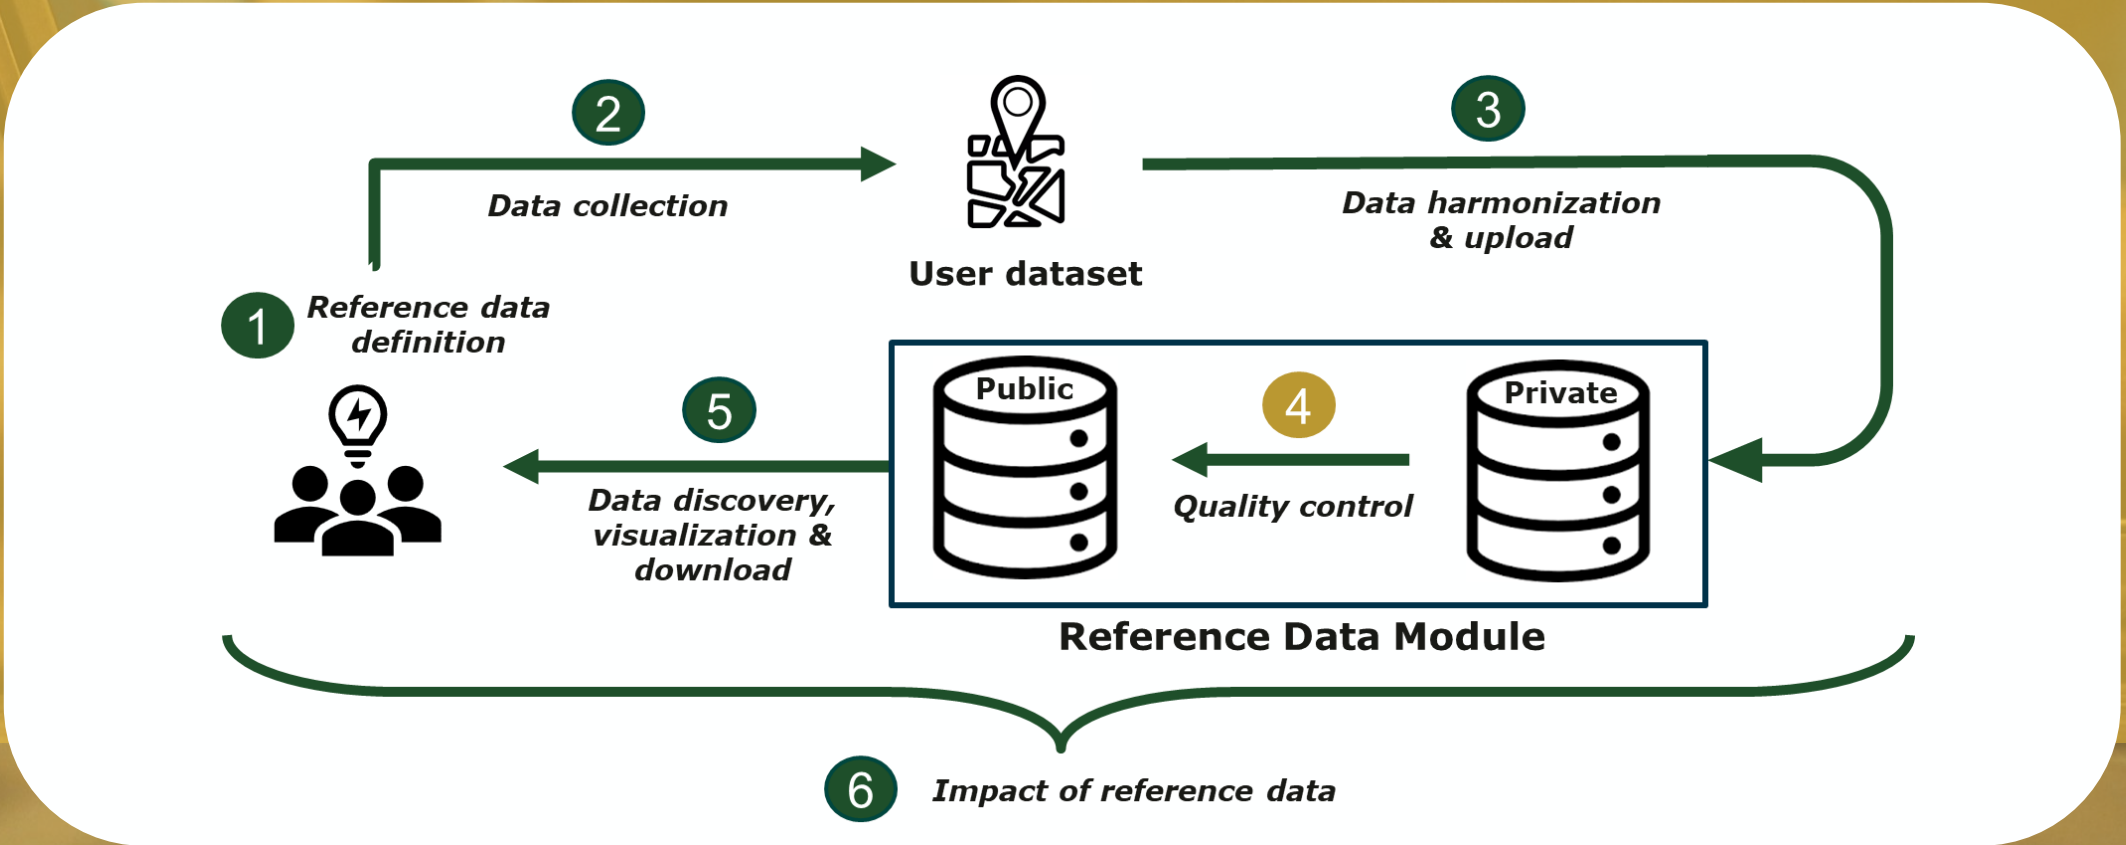 1
Reference data
definition
2
Data collection
User dataset
3
Data harmonization
& upload
Private
4
Quality control
Public
Reference Data Module
5
Data discovery,
visualization &
download
6
Impact of reference data